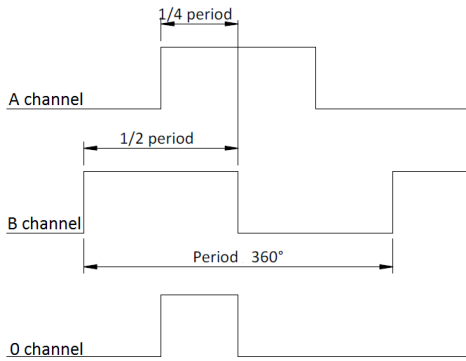 1/4 period
A channel
1/2 period
B channel
Period 360°
0 channel